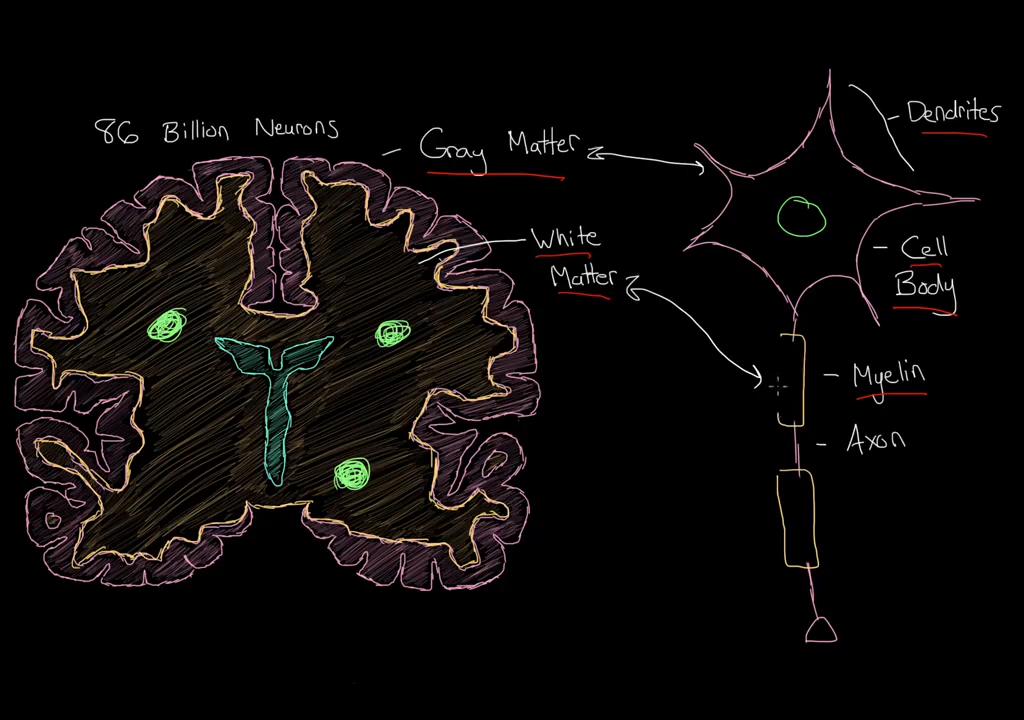 86 Billion Neurons
Gray Matter
White
Matter
Dendrites
Cell
Body
Myelin
Axon